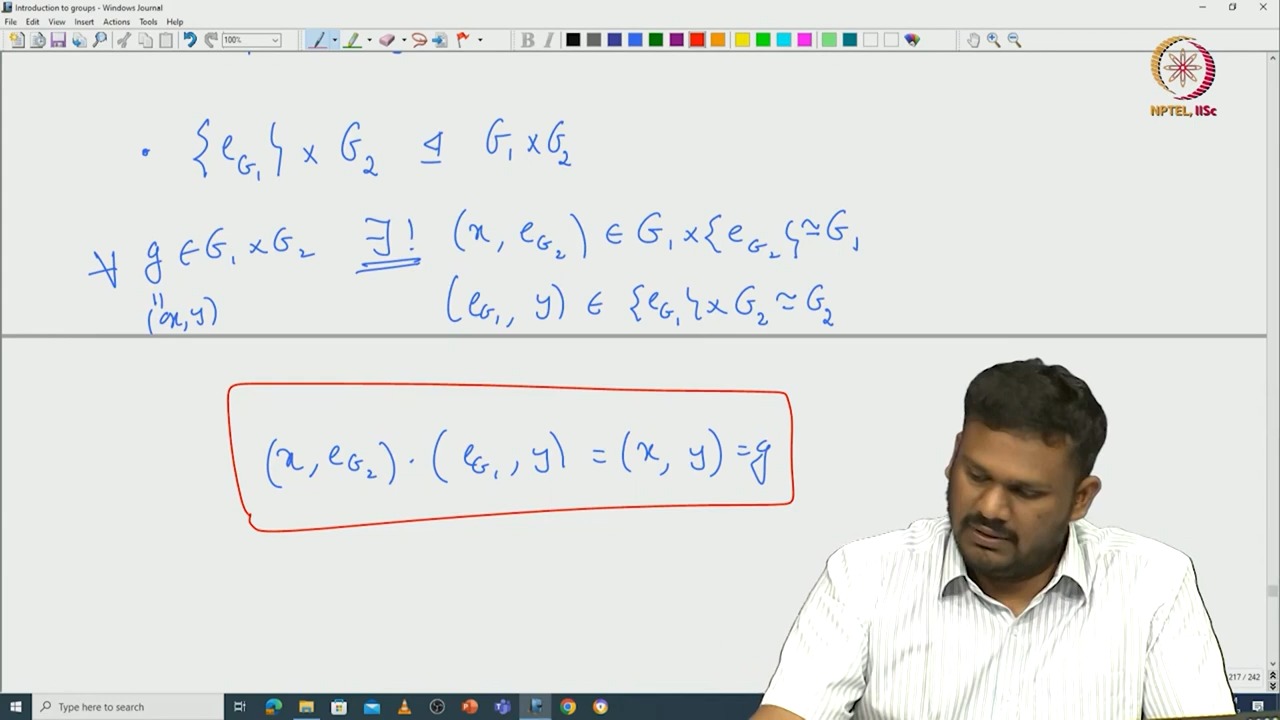 Introduction to groups - Windows Journal
File Edit View Insert Actions Tools Help
100%
B I
NPTEL, IISc
• {e_{G_1}} × G_2 ⊴ G_1 × G_2
∀ g ∈ G_1 × G_2 ∃! (x, e_{G_2}) ∈ G_1 × {e_{G_2}} ≃ G_1
"
(x, y) (e_{G_1}, y) ∈ {e_{G_1}} × G_2 ≃ G_2
(x, e_{G_2}) · (e_{G_1}, y) = (x, y) = g
217 / 242
Type here to search